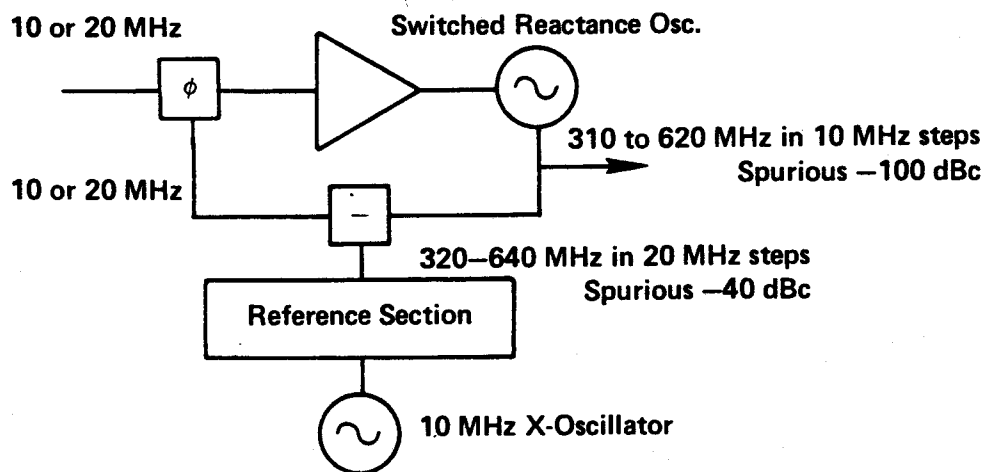 10 or 20 MHz
Switched Reactance Osc.
ϕ
310 to 620 MHz in 10 MHz steps
Spurious —100 dBc
10 or 20 MHz
—
320—640 MHz in 20 MHz steps
Spurious —40 dBc
Reference Section
10 MHz X-Oscillator